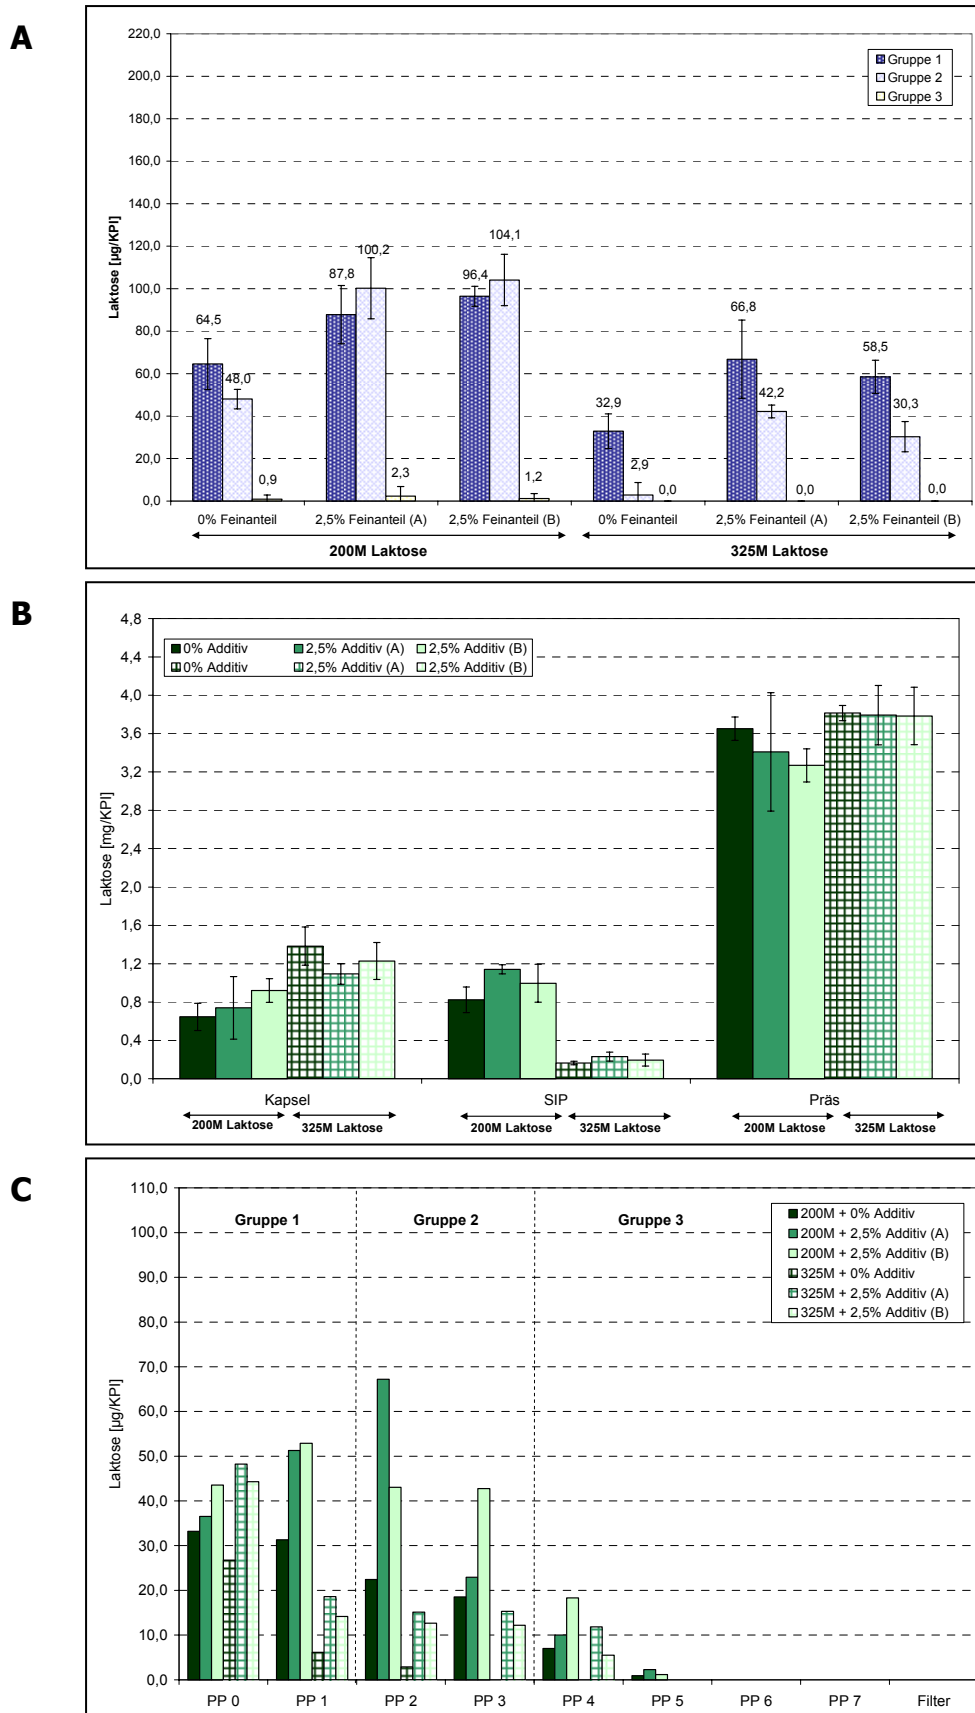 A
220,0
200,0
180,0
160,0
140,0
120,0
100,0
80,0
60,0
40,0
20,0
0,0
Laktose [µg/KPI]
Gruppe 1
Gruppe 2
Gruppe 3
64,5
48,0
0,9
87,8
100,2
2,3
96,4
104,1
1,2
32,9
2,9
0,0
66,8
42,2
0,0
58,5
30,3
0,0
0% Feinanteil 2,5% Feinanteil (A) 2,5% Feinanteil (B) 0% Feinanteil 2,5% Feinanteil (A) 2,5% Feinanteil (B)
200M Laktose 325M Laktose
B
4,8
4,4
4,0
3,6
3,2
2,8
2,4
2,0
1,6
1,2
0,8
0,4
0,0
Laktose [mg/KPI]
0% Additiv 2,5% Additiv (A) 2,5% Additiv (B)
0% Additiv 2,5% Additiv (A) 2,5% Additiv (B)
Kapsel SIP Präs
200M Laktose 325M Laktose 200M Laktose 325M Laktose 200M Laktose 325M Laktose
C
110,0
100,0
90,0
80,0
70,0
60,0
50,0
40,0
30,0
20,0
10,0
0,0
Laktose [µg/KPI]
Gruppe 1 Gruppe 2 Gruppe 3
200M + 0% Additiv
200M + 2,5% Additiv (A)
200M + 2,5% Additiv (B)
325M + 0% Additiv
325M + 2,5% Additiv (A)
325M + 2,5% Additiv (B)
PP 0 PP 1 PP 2 PP 3 PP 4 PP 5 PP 6 PP 7 Filter